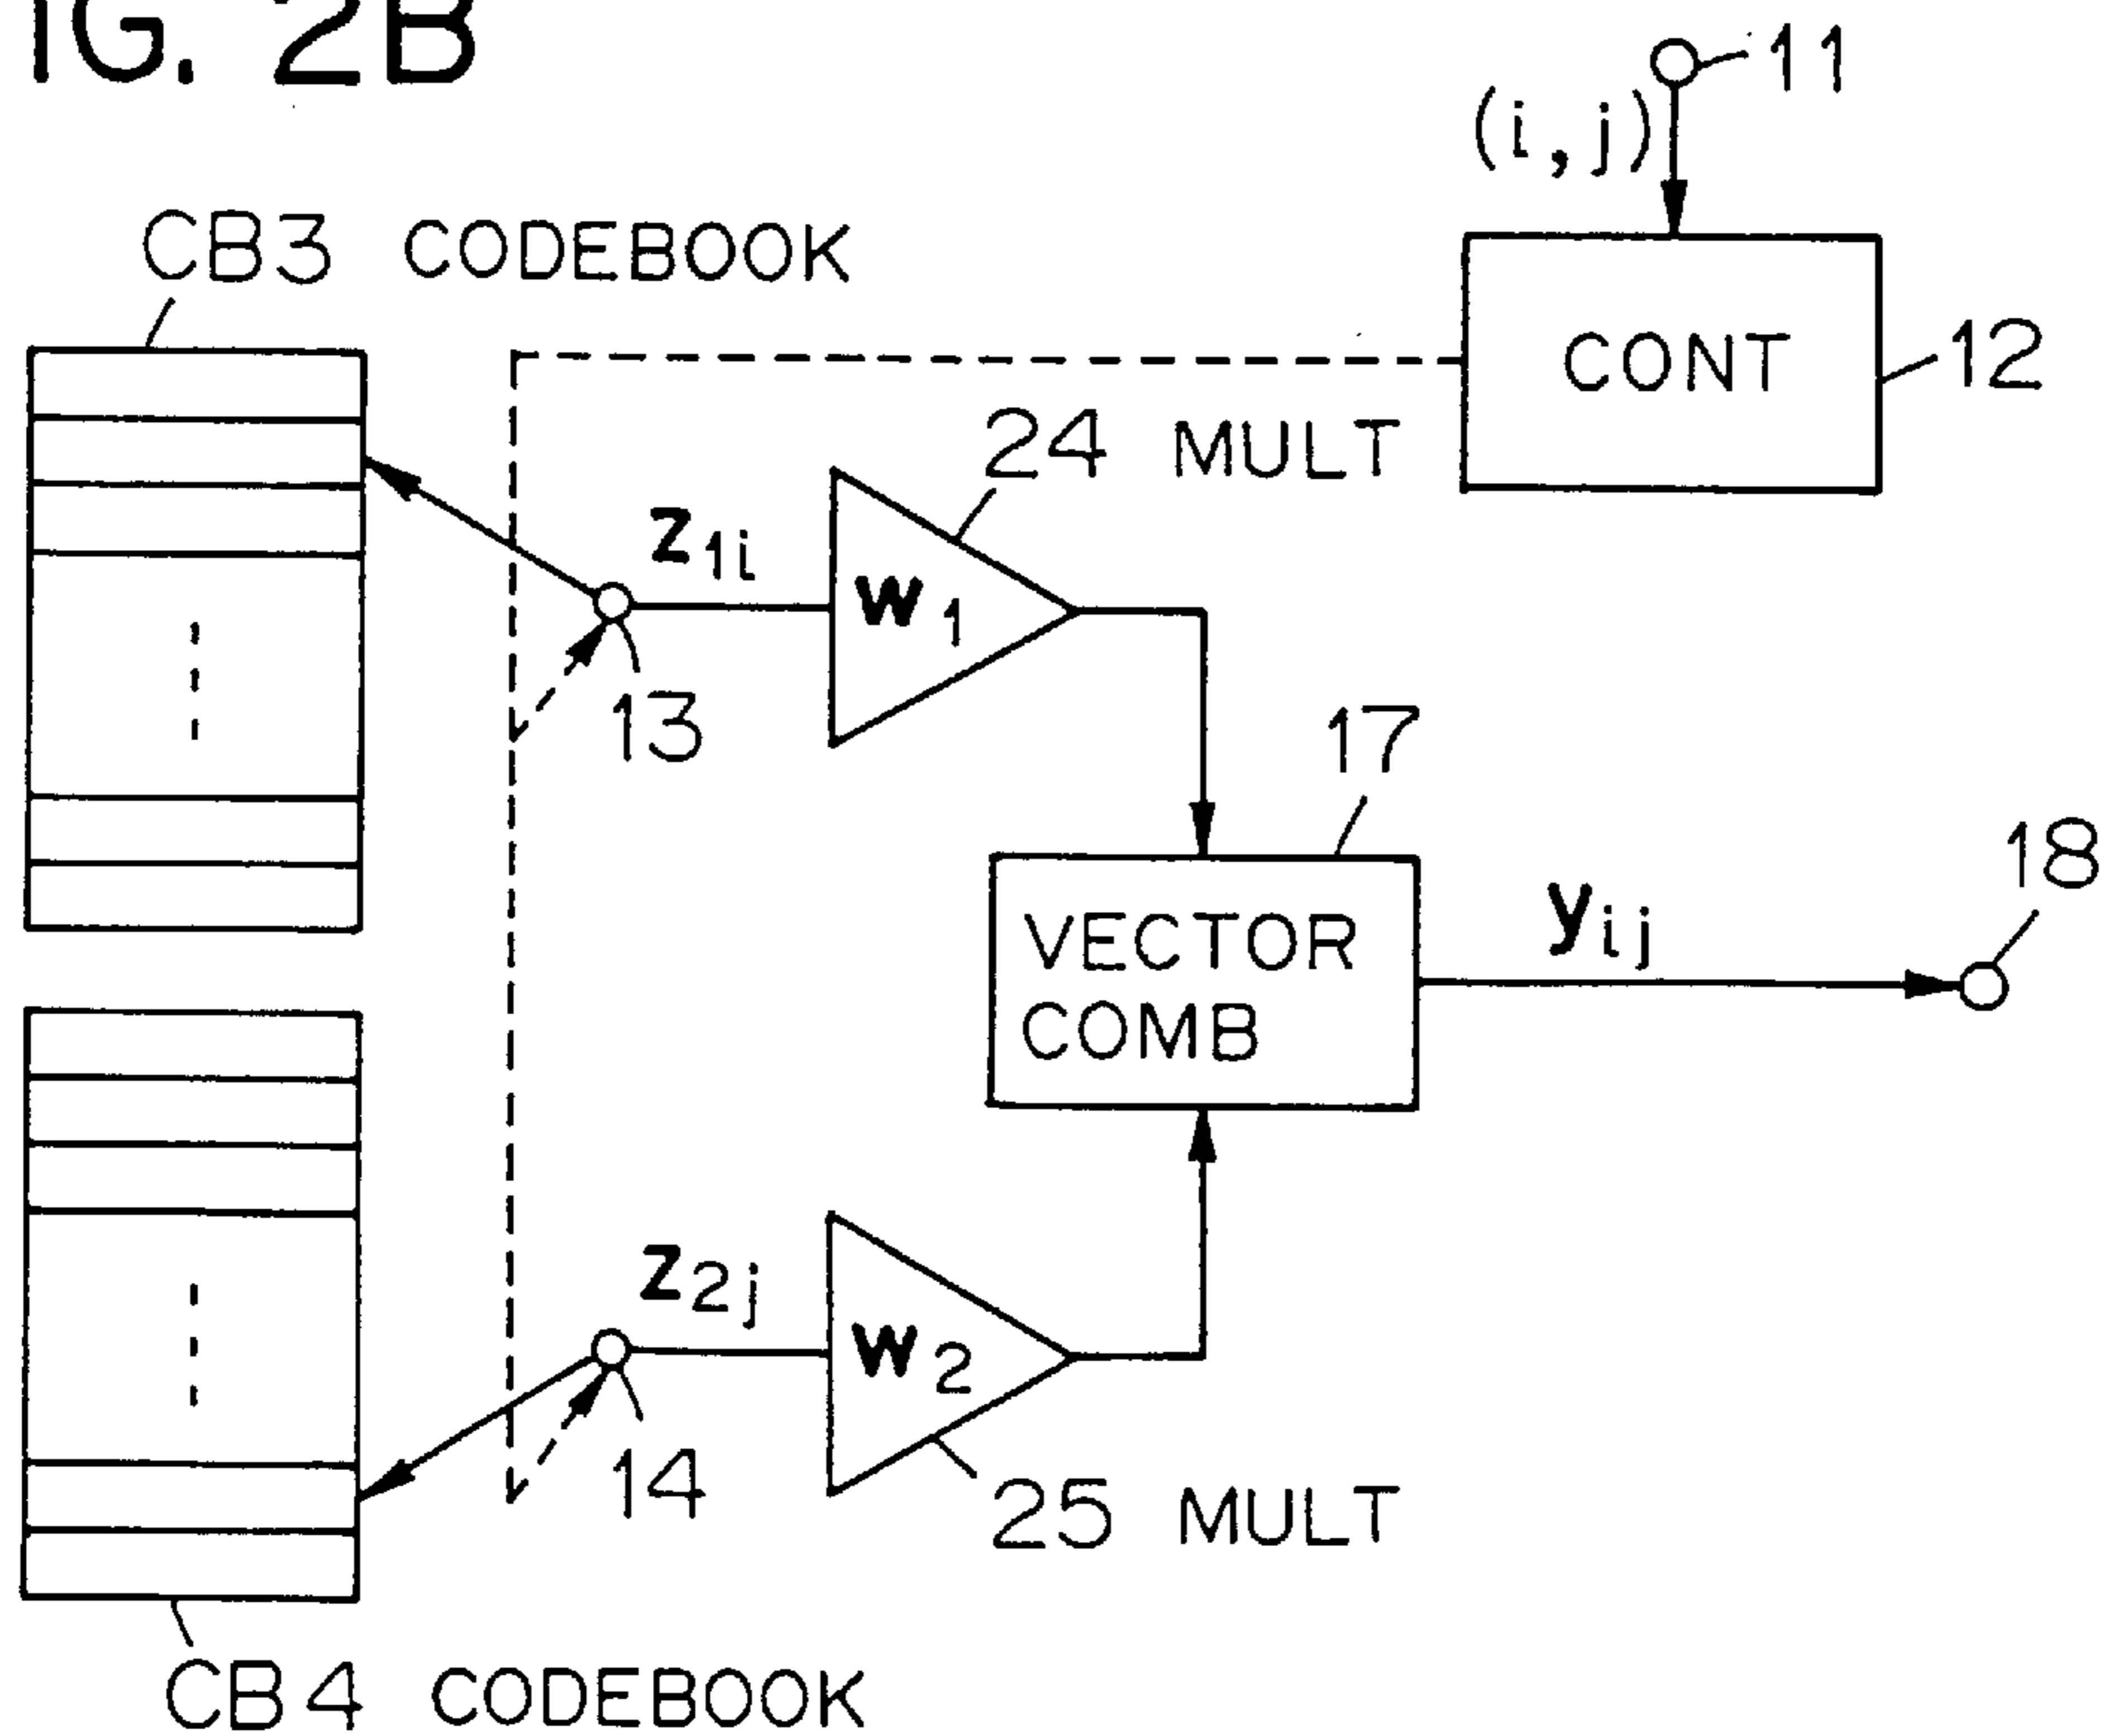 IG. 2B
11
(i,j)
CB3 CODEBOOK
CONT
12
24 MULT
z1i
w1
13
17
18
VECTOR
COMB
yij
z2j
w2
14
25 MULT
CB4 CODEBOOK